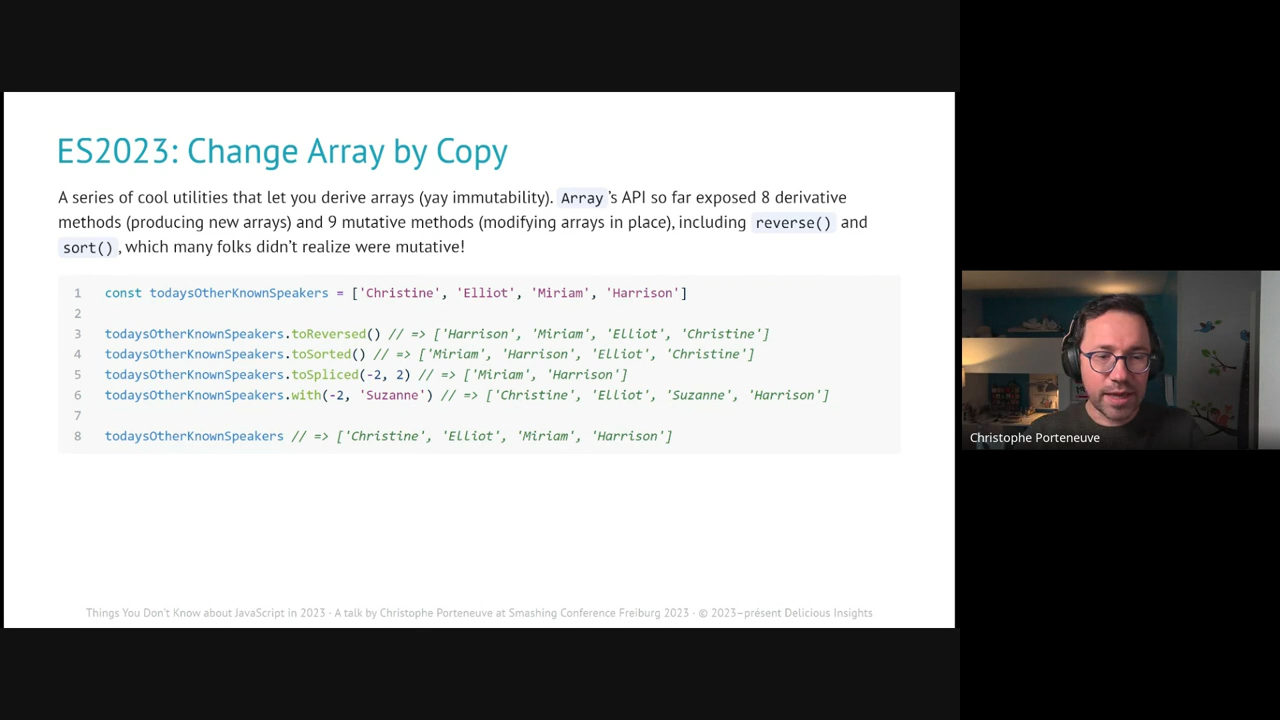 ES2023: Change Array by Copy
A series of cool utilities that let you derive arrays (yay immutability). Array's API so far exposed 8 derivative
methods (producing new arrays) and 9 mutative methods (modifying arrays in place), including reverse() and
sort(), which many folks didn’t realize were mutative!
1 const todaysOtherKnownSpeakers = ['Christine', 'Elliot', 'Miriam', 'Harrison']
2
3 todaysOtherKnownSpeakers.toReversed() // => ['Harrison', 'Miriam', 'Elliot', 'Christine']
4 todaysOtherKnownSpeakers.toSorted() // => ['Miriam', 'Harrison', 'Elliot', 'Christine']
5 todaysOtherKnownSpeakers.toSpliced(-2, 2) // => ['Miriam', 'Harrison']
6 todaysOtherKnownSpeakers.with(-2, 'Suzanne') // => ['Christine', 'Elliot', 'Suzanne', 'Harrison']
7
8 todaysOtherKnownSpeakers // => ['Christine', 'Elliot', 'Miriam', 'Harrison']
Things You Don’t Know about JavaScript in 2023 · A talk by Christophe Porteneuve at Smashing Conference Freiburg 2023 · © 2023–présent Delicious Insights
Christophe Porteneuve